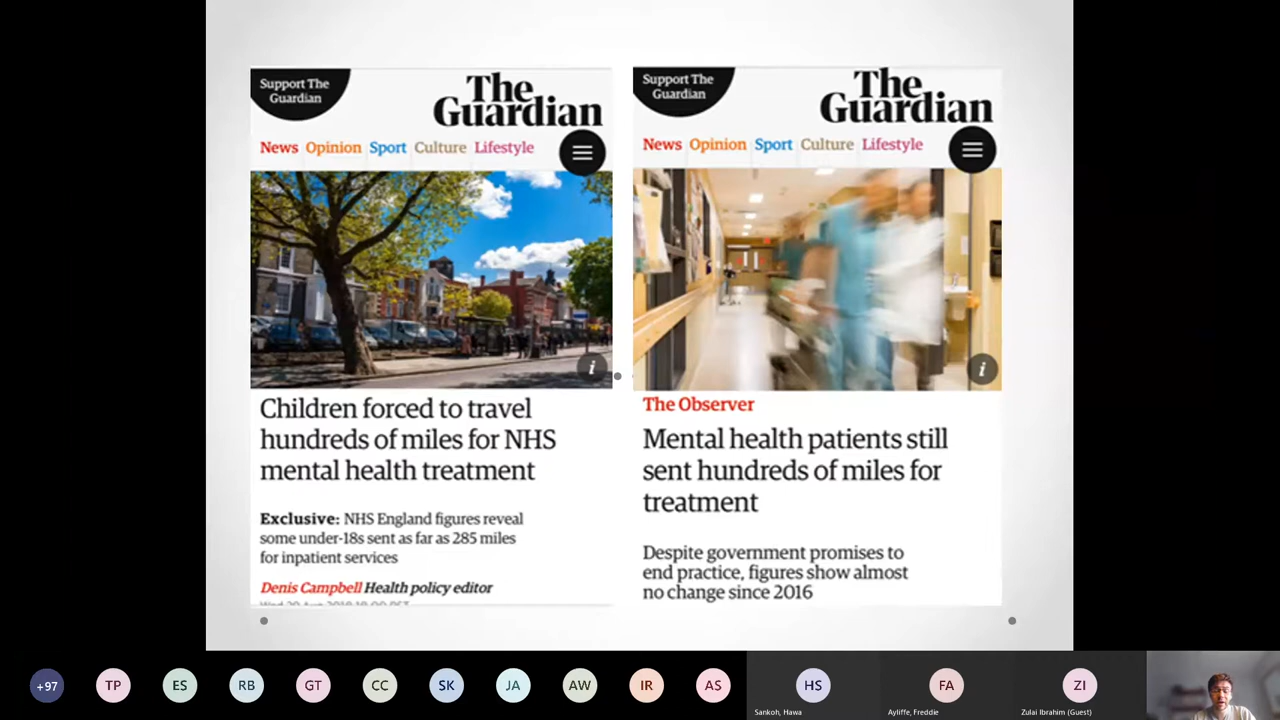 Support The
Guardian
The
Guardian
News Opinion Sport Culture Lifestyle
i
Children forced to travel
hundreds of miles for NHS
mental health treatment
Exclusive: NHS England figures reveal
some under-18s sent as far as 285 miles
for inpatient services
Denis Campbell Health policy editor
Support The
Guardian
The
Guardian
News Opinion Sport Culture Lifestyle
i
The Observer
Mental health patients still
sent hundreds of miles for
treatment
Despite government promises to
end practice, figures show almost
no change since 2016
+97
TP
ES
RB
GT
CC
SK
JA
AW
IR
AS
HS
Sankoh, Hawa
FA
Ayliffe, Freddie
ZI
Zulai Ibrahim (Guest)